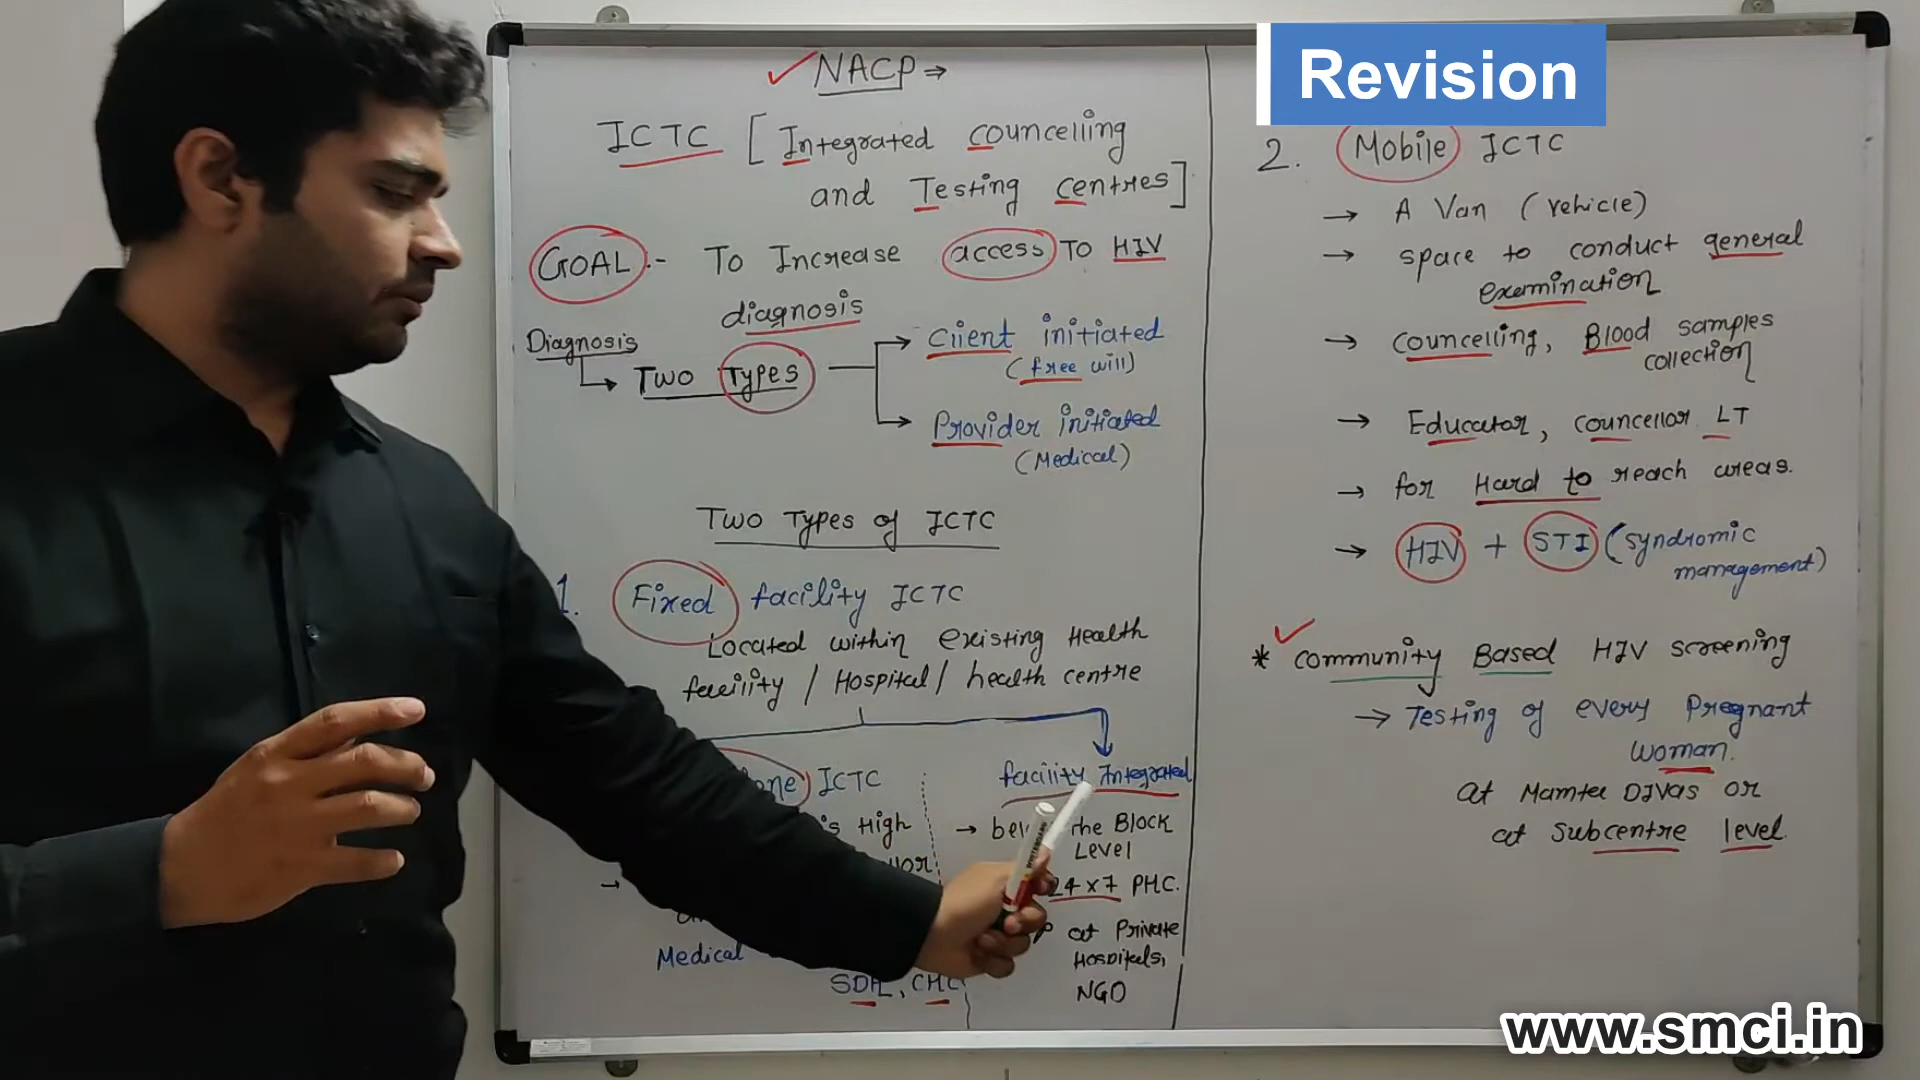 Revision
NACP ⇒
ICTC [Integrated councelling
and Testing centres]
GOAL :- To Increase access TO HIV
diagnosis
Diagnosis
Two Types
Client initiated
(free will)
Provider initiated
(Medical)
Two Types of ICTC
1. Fixed facility ICTC
Located within existing Health
facility / Hospital / health centre
ICTC
High
Medical
SDH, CHC
facility Integrated
→ the Block
Level
24x7 PHC.
at Private
Hospitals,
NGO
2. Mobile ICTC
→ A Van (vehicle)
→ space to conduct general
examination
→ councelling, Blood samples
collection
→ Educator, councellor LT
→ for Hard to reach areas.
→ HIV + STI (syndromic
management)
* community Based HIV screening
→ Testing of every Pregnant
woman.
at Mamta DIVas or
at subcentre level.
www.smci.in